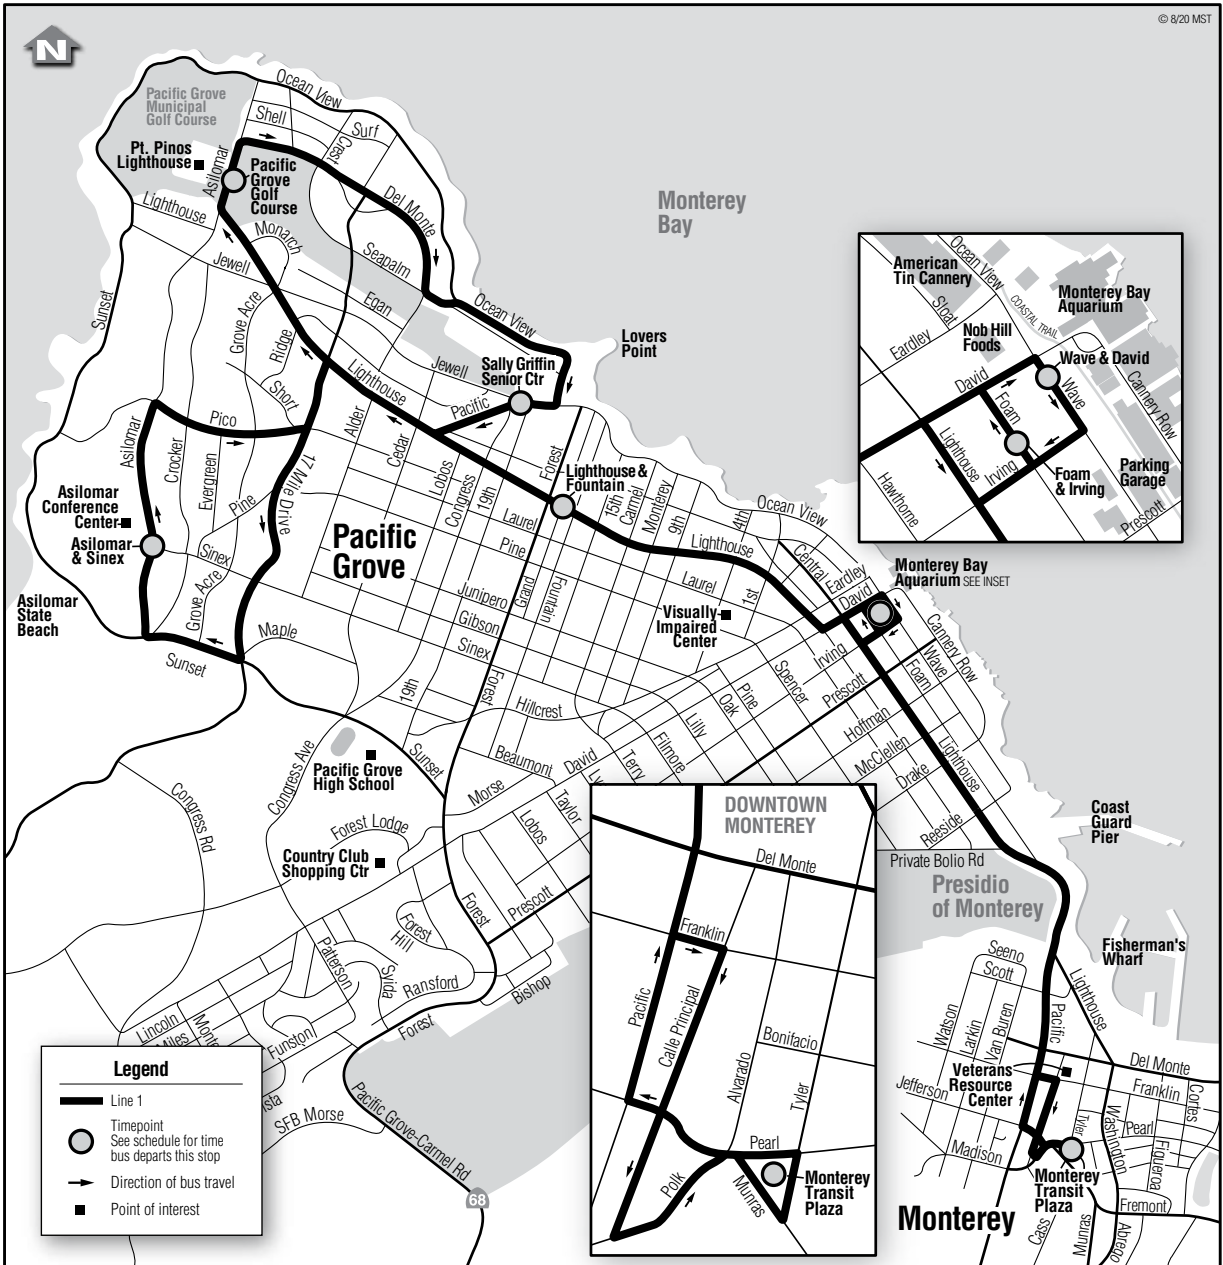 © 8/20 MST
N
Pacific Grove
Municipal
Golf Course
Ocean View
Shell
Surf
Crest
Pt. Pinos
Lighthouse
Asilomar
Pacific
Grove
Golf
Course
Lighthouse
Del Monte
Monarch
Seapalm
Jewell
Sunset
Grove Acre
Egan
Ridge
Ocean View
Monterey
Bay
Lovers
Point
Jewell
Sally Griffin
Senior Ctr
Short
Lighthouse
Pacific
Pico
Asilomar
Crocker
Evergreen
Pine
17 Mile Drive
Alder
Cedar
Lobos
Congress
19th
Forest
Lighthouse &
Fountain
15th
Carmel
Monterey
9th
4th
Ocean View
Asilomar
Conference
Center
Asilomar
& Sinex
Sinex
Grove Acre
Pacific
Grove
Laurel
Pine
Lighthouse
Central
Eardley
David
Monterey Bay
Aquarium SEE INSET
Laurel
1st
Junipero
Grand
Fountain
Gibson
Sinex
Visually
Impaired
Center
Asilomar
State
Beach
Sunset
Maple
Irving
Cannery Row
Wave
Foam
Prescott
Spencer
Pine
Oak
Lilly
Filmore
Terry
Ly
19th
Forest
Hillcrest
Hoffman
McClellen
Drake
Lighthouse
Reeside
Sunset
Beaumont
David
Morse
Taylor
Lobos
Prescott
Congress Ave
Congress Rd
Pacific Grove
High School
Forest Lodge
Country Club
Shopping Ctr
Forest
Forest
Hill
Patterson
Sylda
Ransford
Bishop
Forest
Lincoln
Miles
Monte
Funston
ista
SFB Morse
Pacific Grove-Carmel Rd
68
Private Bolio Rd
Presidio
of Monterey
Coast
Guard
Pier
Fisherman's
Wharf
Seeno
Scott
Lighthouse
Watson
Larkin
Van Buren
Pacific
Veterans
Resource
Center
Del Monte
Franklin
Cortes
Jefferson
Tyler
Washington
Pearl
Figueroa
Madison
Monterey
Transit
Plaza
Fremont
Monterey
Cass
Munras
Abrego
American
Tin Cannery
Ocean View
Monterey Bay
Aquarium
Sloat
COASTAL TRAIL
Eardley
Nob Hill
Foods
Wave & David
David
Foam
Wave
Cannery Row
Lighthouse
Irving
Foam
& Irving
Parking
Garage
Hawthorne
Prescott
DOWNTOWN
MONTEREY
Del Monte
Franklin
Pacific
Calle Principal
Bonifacio
Alvarado
Tyler
Pearl
Polk
Munras
Monterey
Transit
Plaza
Legend
Line 1
Timepoint
See schedule for time
bus departs this stop
Direction of bus travel
Point of interest